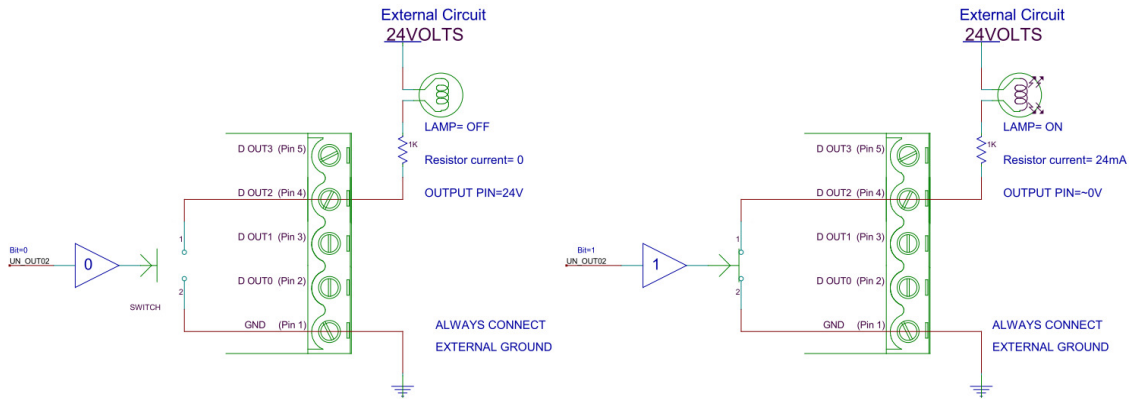 External Circuit
24VOLTS
LAMP= OFF
1K
D OUT3 (Pin 5)
Resistor current= 0
D OUT2 (Pin 4)
OUTPUT PIN=24V
1
D OUT1 (Pin 3)
Bit=0
UN_OUT02
0
D OUT0 (Pin 2)
2
SWITCH
GND (Pin 1)
ALWAYS CONNECT
EXTERNAL GROUND
External Circuit
24VOLTS
LAMP= ON
1K
D OUT3 (Pin 5)
Resistor current= 24mA
D OUT2 (Pin 4)
OUTPUT PIN=~0V
1
D OUT1 (Pin 3)
Bit=1
UN_OUT02
1
D OUT0 (Pin 2)
2
GND (Pin 1)
ALWAYS CONNECT
EXTERNAL GROUND